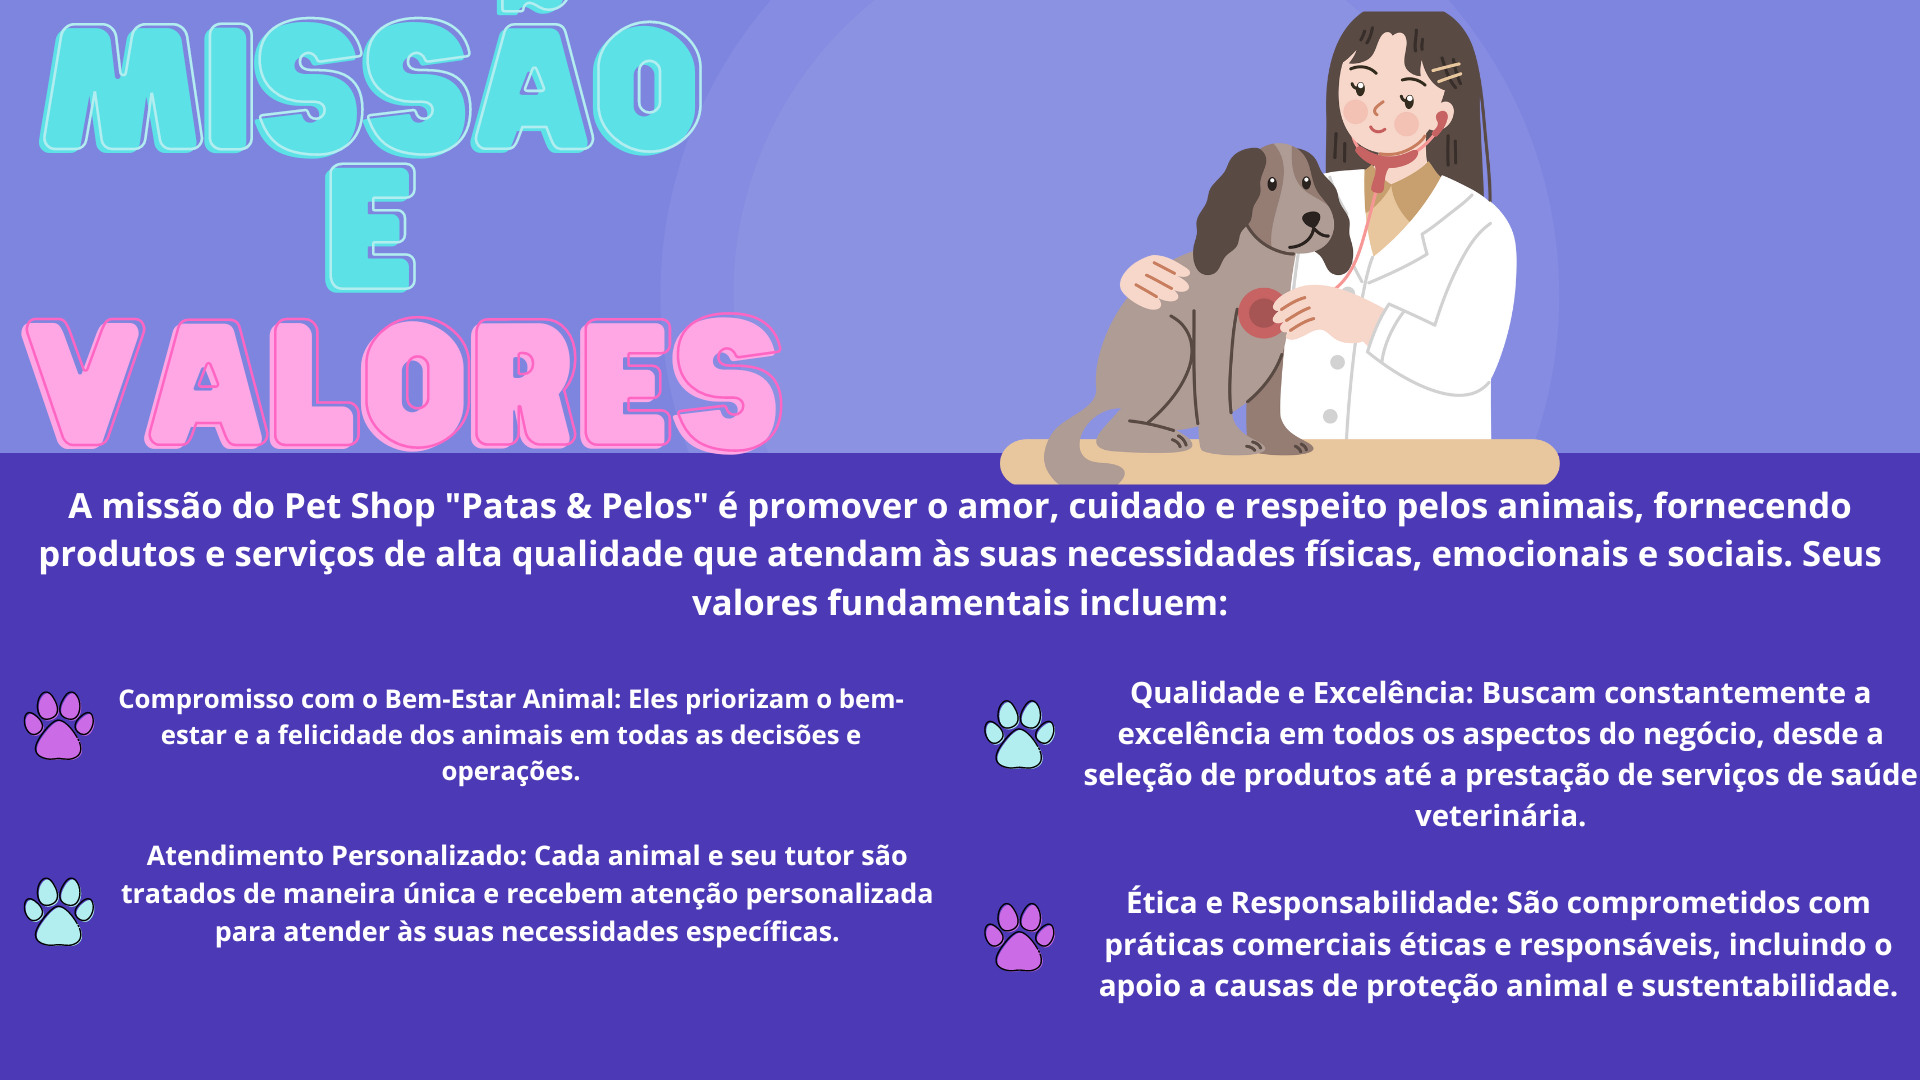 MISSÃO
E
VALORES
A missão do Pet Shop "Patas & Pelos" é promover o amor, cuidado e respeito pelos animais, fornecendo
produtos e serviços de alta qualidade que atendam às suas necessidades físicas, emocionais e sociais. Seus
valores fundamentais incluem:
Compromisso com o Bem-Estar Animal: Eles priorizam o bem-
estar e a felicidade dos animais em todas as decisões e
operações.
Atendimento Personalizado: Cada animal e seu tutor são
tratados de maneira única e recebem atenção personalizada
para atender às suas necessidades específicas.
Qualidade e Excelência: Buscam constantemente a
excelência em todos os aspectos do negócio, desde a
seleção de produtos até a prestação de serviços de saúde
veterinária.
Ética e Responsabilidade: São comprometidos com
práticas comerciais éticas e responsáveis, incluindo o
apoio a causas de proteção animal e sustentabilidade.